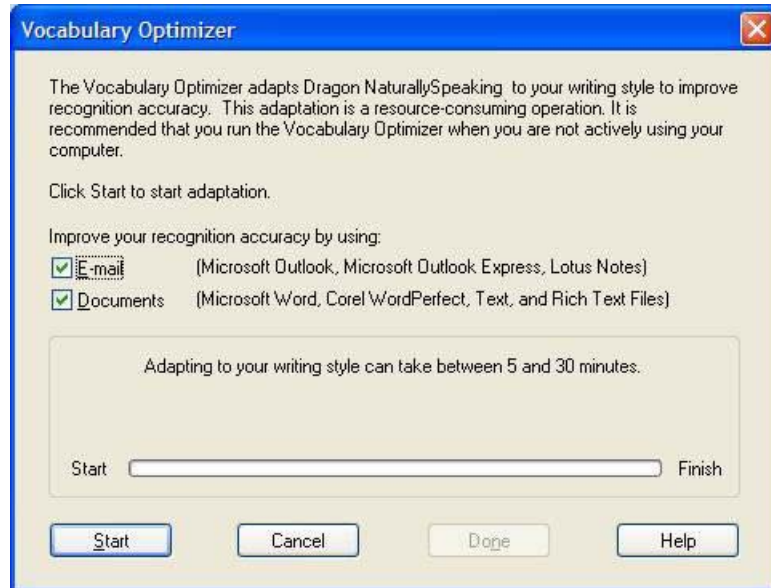 Vocabulary Optimizer
The Vocabulary Optimizer adapts Dragon NaturallySpeaking to your writing style to improve
recognition accuracy. This adaptation is a resource-consuming operation. It is
recommended that you run the Vocabulary Optimizer when you are not actively using your
computer.
Click Start to start adaptation.
Improve your recognition accuracy by using:
E-mail (Microsoft Outlook, Microsoft Outlook Express, Lotus Notes)
Documents (Microsoft Word, Corel WordPerfect, Text, and Rich Text Files)
Adapting to your writing style can take between 5 and 30 minutes.
Start Finish
Start Cancel Done Help